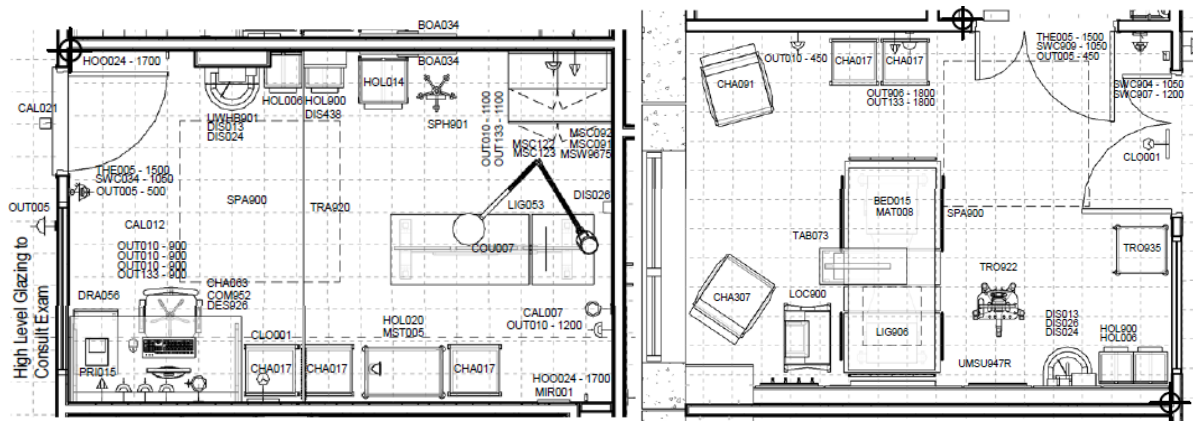 BOA034
HOO024 - 1700
BOA034
CAL021
HOL006
HOL900
DIS438
HOL014
UWHB901
DIS013
DIS024
SPH901
OUT010 - 1100
OUT133 - 1100
MSC122
MSC123
MSC092
MSC091
MSW9675
THE005 - 1500
SWC034 - 1050
OUT005 - 500
OUT005
SPA900
TRA920
LIG053
DIS026
CAL012
COU007
OUT010 - 900
OUT010 - 900
OUT010 - 900
OUT133 - 900
High Level Glazing to
Consult Exam
CHA063
COM952
DES926
DRA056
CAL007
OUT010 - 1200
HOL020
MST005
CLO001
PRI015
CHA017
CHA017
CHA017
HOO024 - 1700
MIR001
THE005 - 1500
SWC909 - 1050
OUT005 - 450
OUT010 - 450
CHA017
CHA017
CHA091
SWC904 - 1050
SWC907 - 1200
OUT906 - 1800
OUT133 - 1800
CLO001
BED015
MAT008
SPA900
TAB073
TRO935
TRO922
CHA307
LOC900
LIG906
DIS013
DIS026
DIS024
HOL900
HOL006
UMSU947R